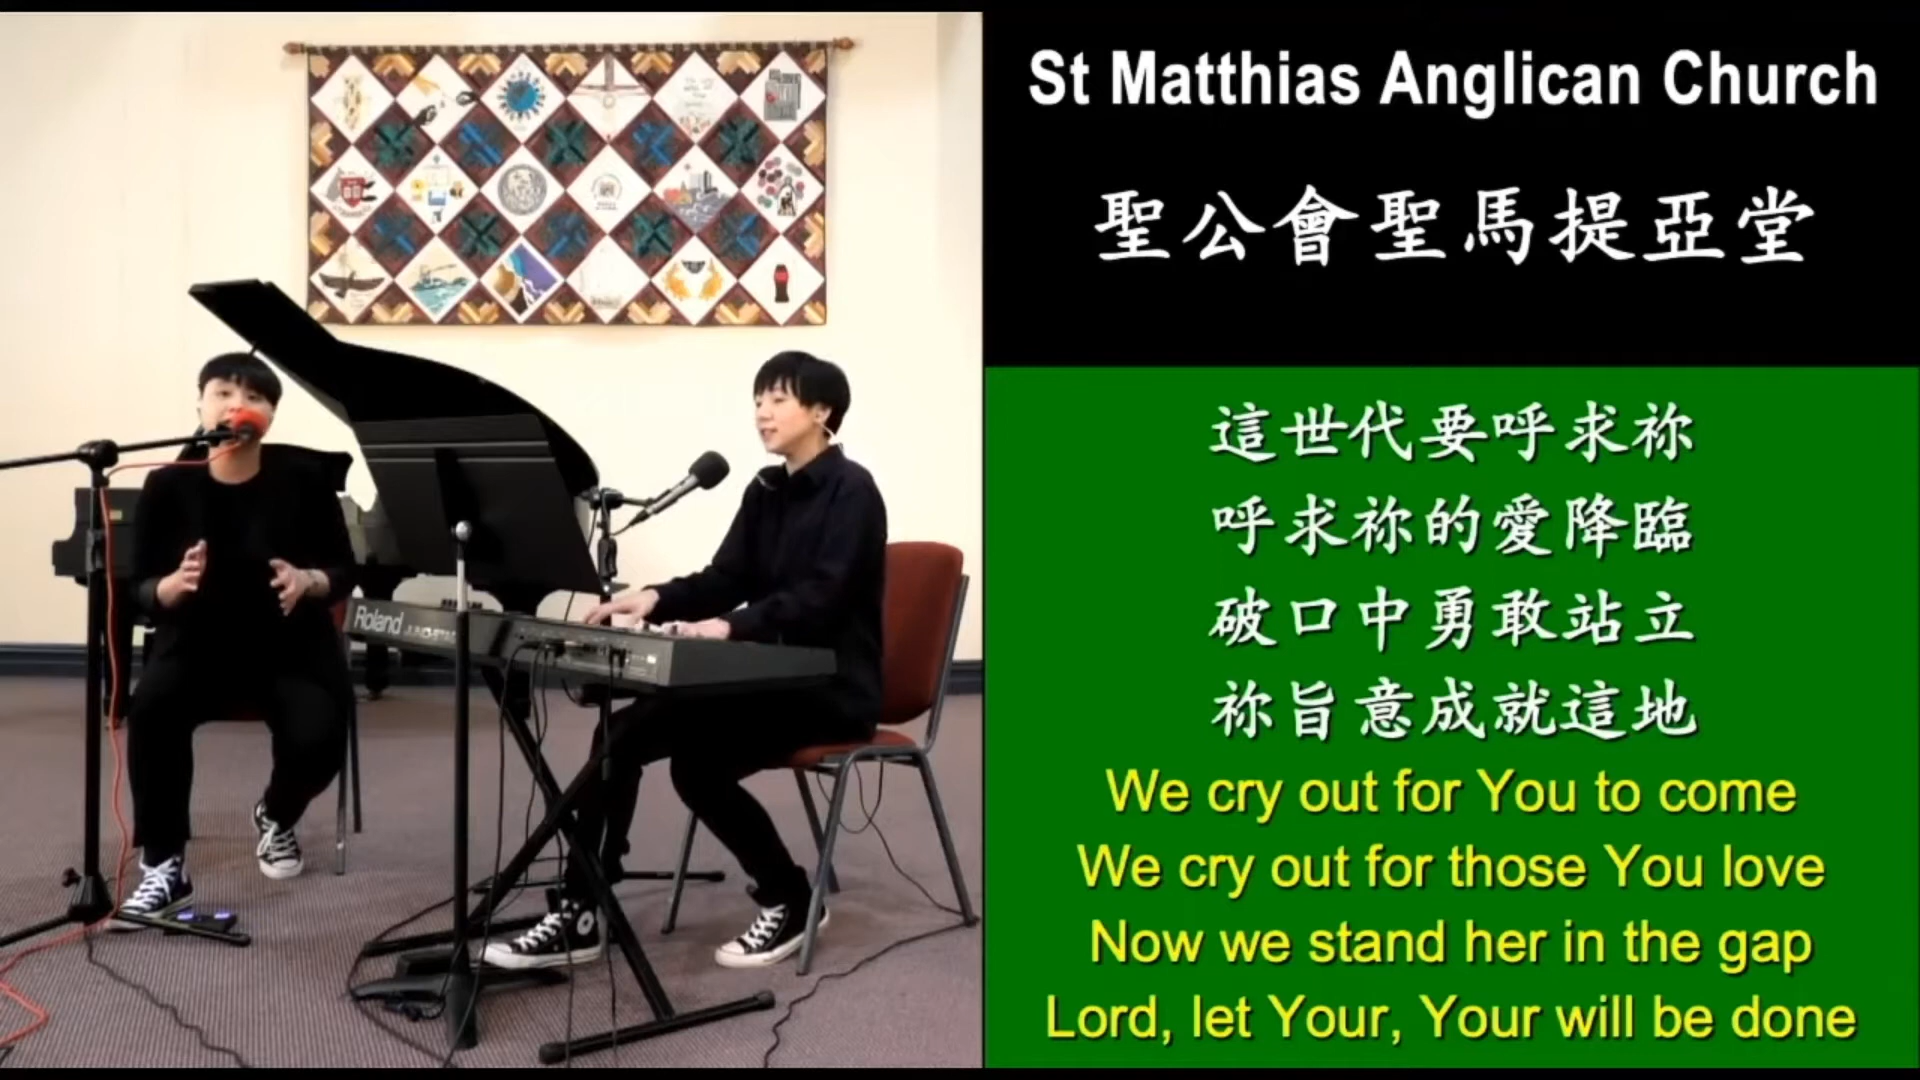 St Matthias Anglican Church
聖公會聖馬提亞堂
這世代要呼求祢
呼求祢的愛降臨
破口中勇敢站立
祢旨意成就這地
We cry out for You to come
We cry out for those You love
Now we stand her in the gap
Lord, let Your, Your will be done
Roland